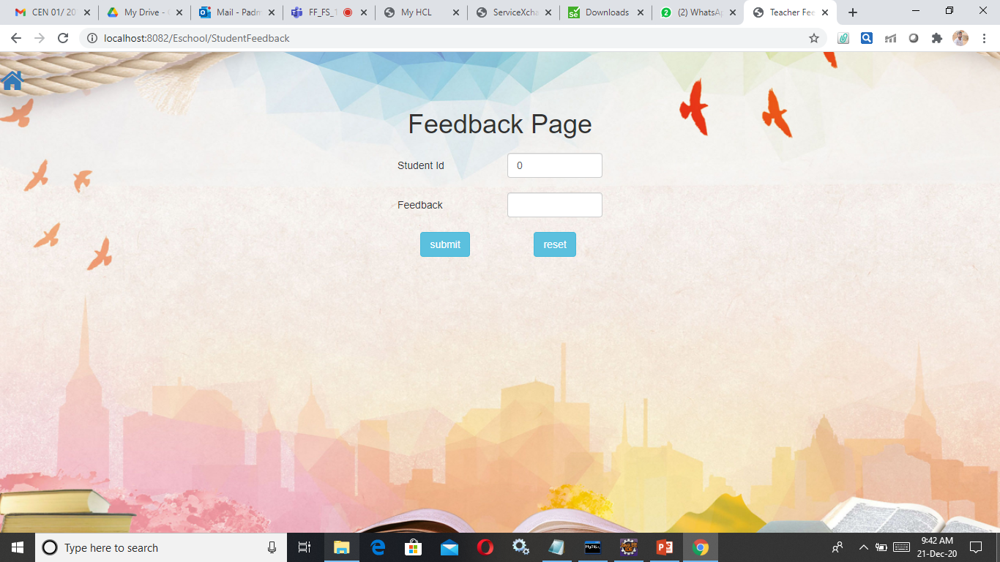 CEN 01/ 20
My Drive - 
Mail - Padm
FF_FS_1
My HCL
ServiceXcha
Downloads
(2) WhatsAp
Teacher Fee
localhost:8082/Eschool/StudentFeedback
Feedback Page
Student Id 0
Feedback
submit reset
Type here to search
9:42 AM
21-Dec-20